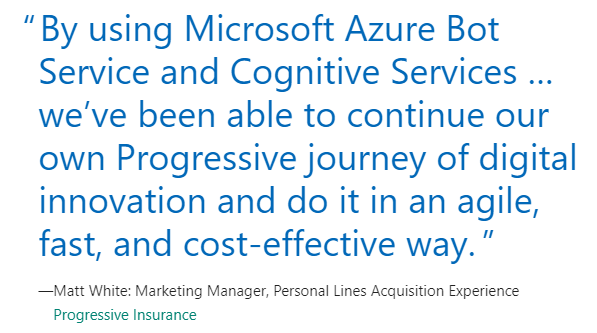 “By using Microsoft Azure Bot
Service and Cognitive Services ...
we’ve been able to continue our
own Progressive journey of digital
innovation and do it in an agile,
fast, and cost-effective way.”
—Matt White: Marketing Manager, Personal Lines Acquisition Experience
Progressive Insurance